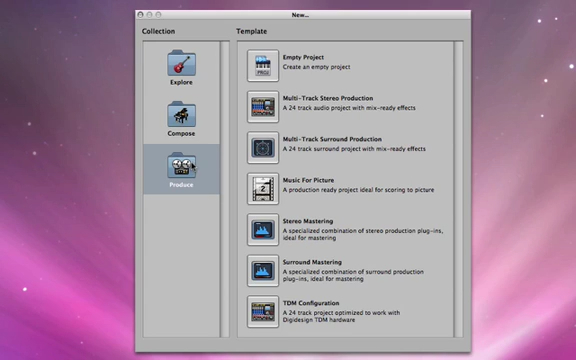 New...
Collection
Template
Explore
Compose
Produce
Empty Project
Create an empty project
PROJ
Multi-Track Stereo Production
A 24 track audio project with mix-ready effects
Multi-Track Surround Production
A 24 track surround project with mix-ready effects
Music For Picture
A production ready project ideal for scoring to picture
2
Stereo Mastering
A specialized combination of stereo production plug-ins,
ideal for mastering
Surround Mastering
A specialized combination of surround production
plug-ins, ideal for mastering
TDM Configuration
A 24 track project optimized to work with
Digidesign TDM hardware